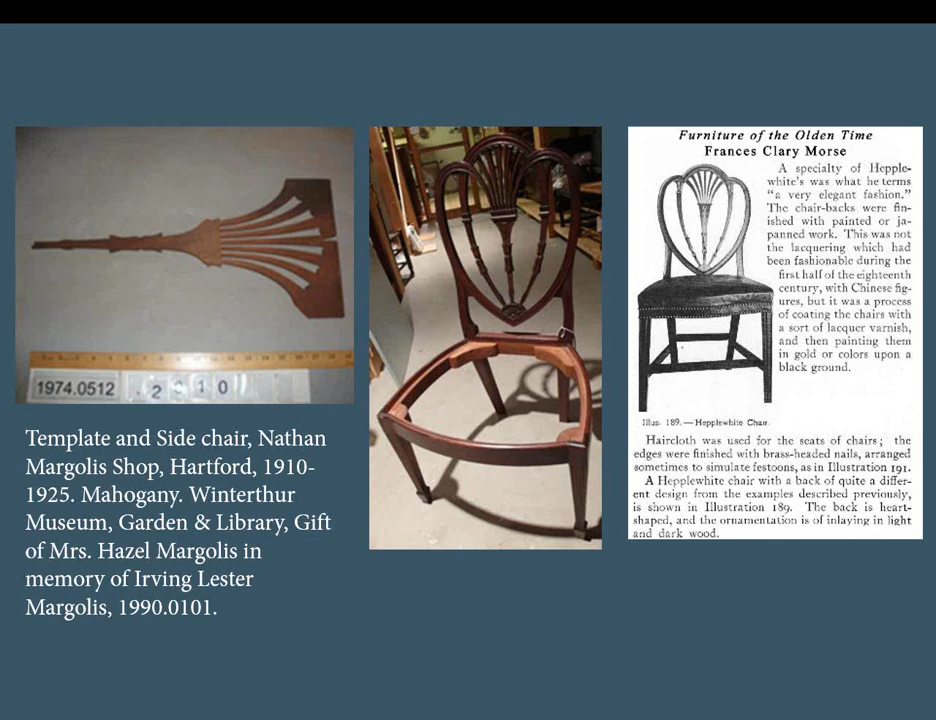 1974.0512 . 2 9 1 0
Template and Side chair, Nathan
Margolis Shop, Hartford, 1910-
1925. Mahogany. Winterthur
Museum, Garden & Library, Gift
of Mrs. Hazel Margolis in
memory of Irving Lester
Margolis, 1990.0101.
Furniture of the Olden Time
Frances Clary Morse
A specialty of Hepple-
white's was what he terms
“a very elegant fashion.”
The chair-backs were fin-
ished with painted or ja-
panned work. This was not
the lacquering which had
been fashionable during the
first half of the eighteenth
century, with Chinese fig-
ures, but it was a process
of coating the chairs with
a sort of lacquer varnish,
and then painting them
in gold or colors upon a
black ground.
Illus. 189.—Hepplewhite Chair.
Haircloth was used for the seats of chairs; the
edges were finished with brass-headed nails, arranged
sometimes to simulate festoons, as in Illustration 191.
A Hepplewhite chair with a back of quite a differ-
ent design from the examples described previously,
is shown in Illustration 189. The back is heart-
shaped, and the ornamentation is of inlaying in light
and dark wood.